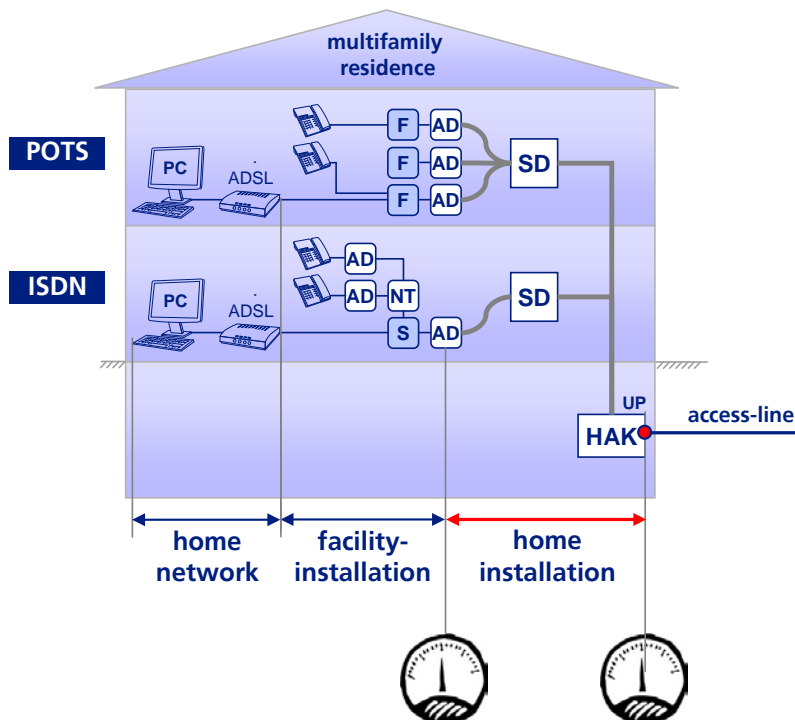 multifamily
residence
POTS
PC
ADSL
F AD
F AD
F AD
SD
ISDN
PC
ADSL
AD
AD NT
S AD
SD
UP
HAK
access-line
home
network
facility-
installation
home
installation